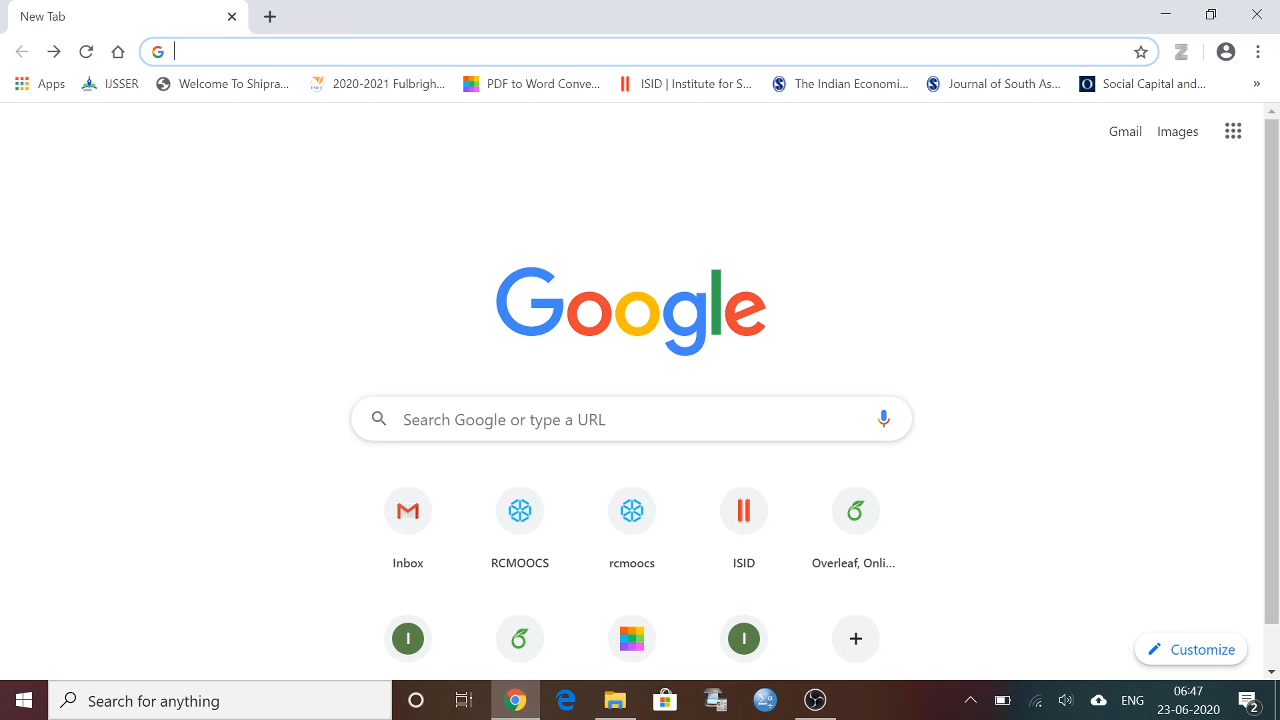 New Tab
Apps IJSSER Welcome To Shipra... 2020-2021 Fulbrigh... PDF to Word Conve... ISID | Institute for S... The Indian Economi... Journal of South As... Social Capital and... »
Gmail Images
Google
Search Google or type a URL
Inbox RCMOOCS rcmoocs ISID Overleaf, Onli...
I I
Customize
Search for anything
ENG
06:47
23-06-2020
2